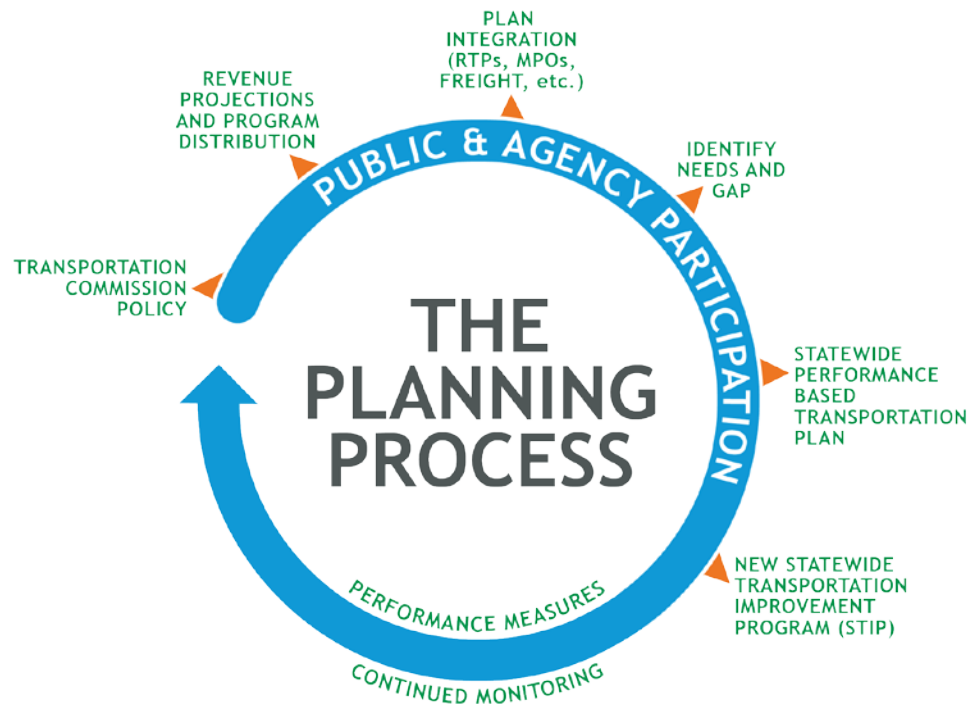 PLAN
INTEGRATION
(RTPs, MPOs,
FREIGHT, etc.)
REVENUE
PROJECTIONS
AND PROGRAM
DISTRIBUTION
IDENTIFY
NEEDS AND
GAP
PUBLIC & AGENCY PARTICIPATION
TRANSPORTATION
COMMISSION
POLICY
THE
PLANNING
PROCESS
STATEWIDE
PERFORMANCE
BASED
TRANSPORTATION
PLAN
NEW STATEWIDE
TRANSPORTATION
IMPROVEMENT
PROGRAM (STIP)
PERFORMANCE MEASURES
CONTINUED MONITORING